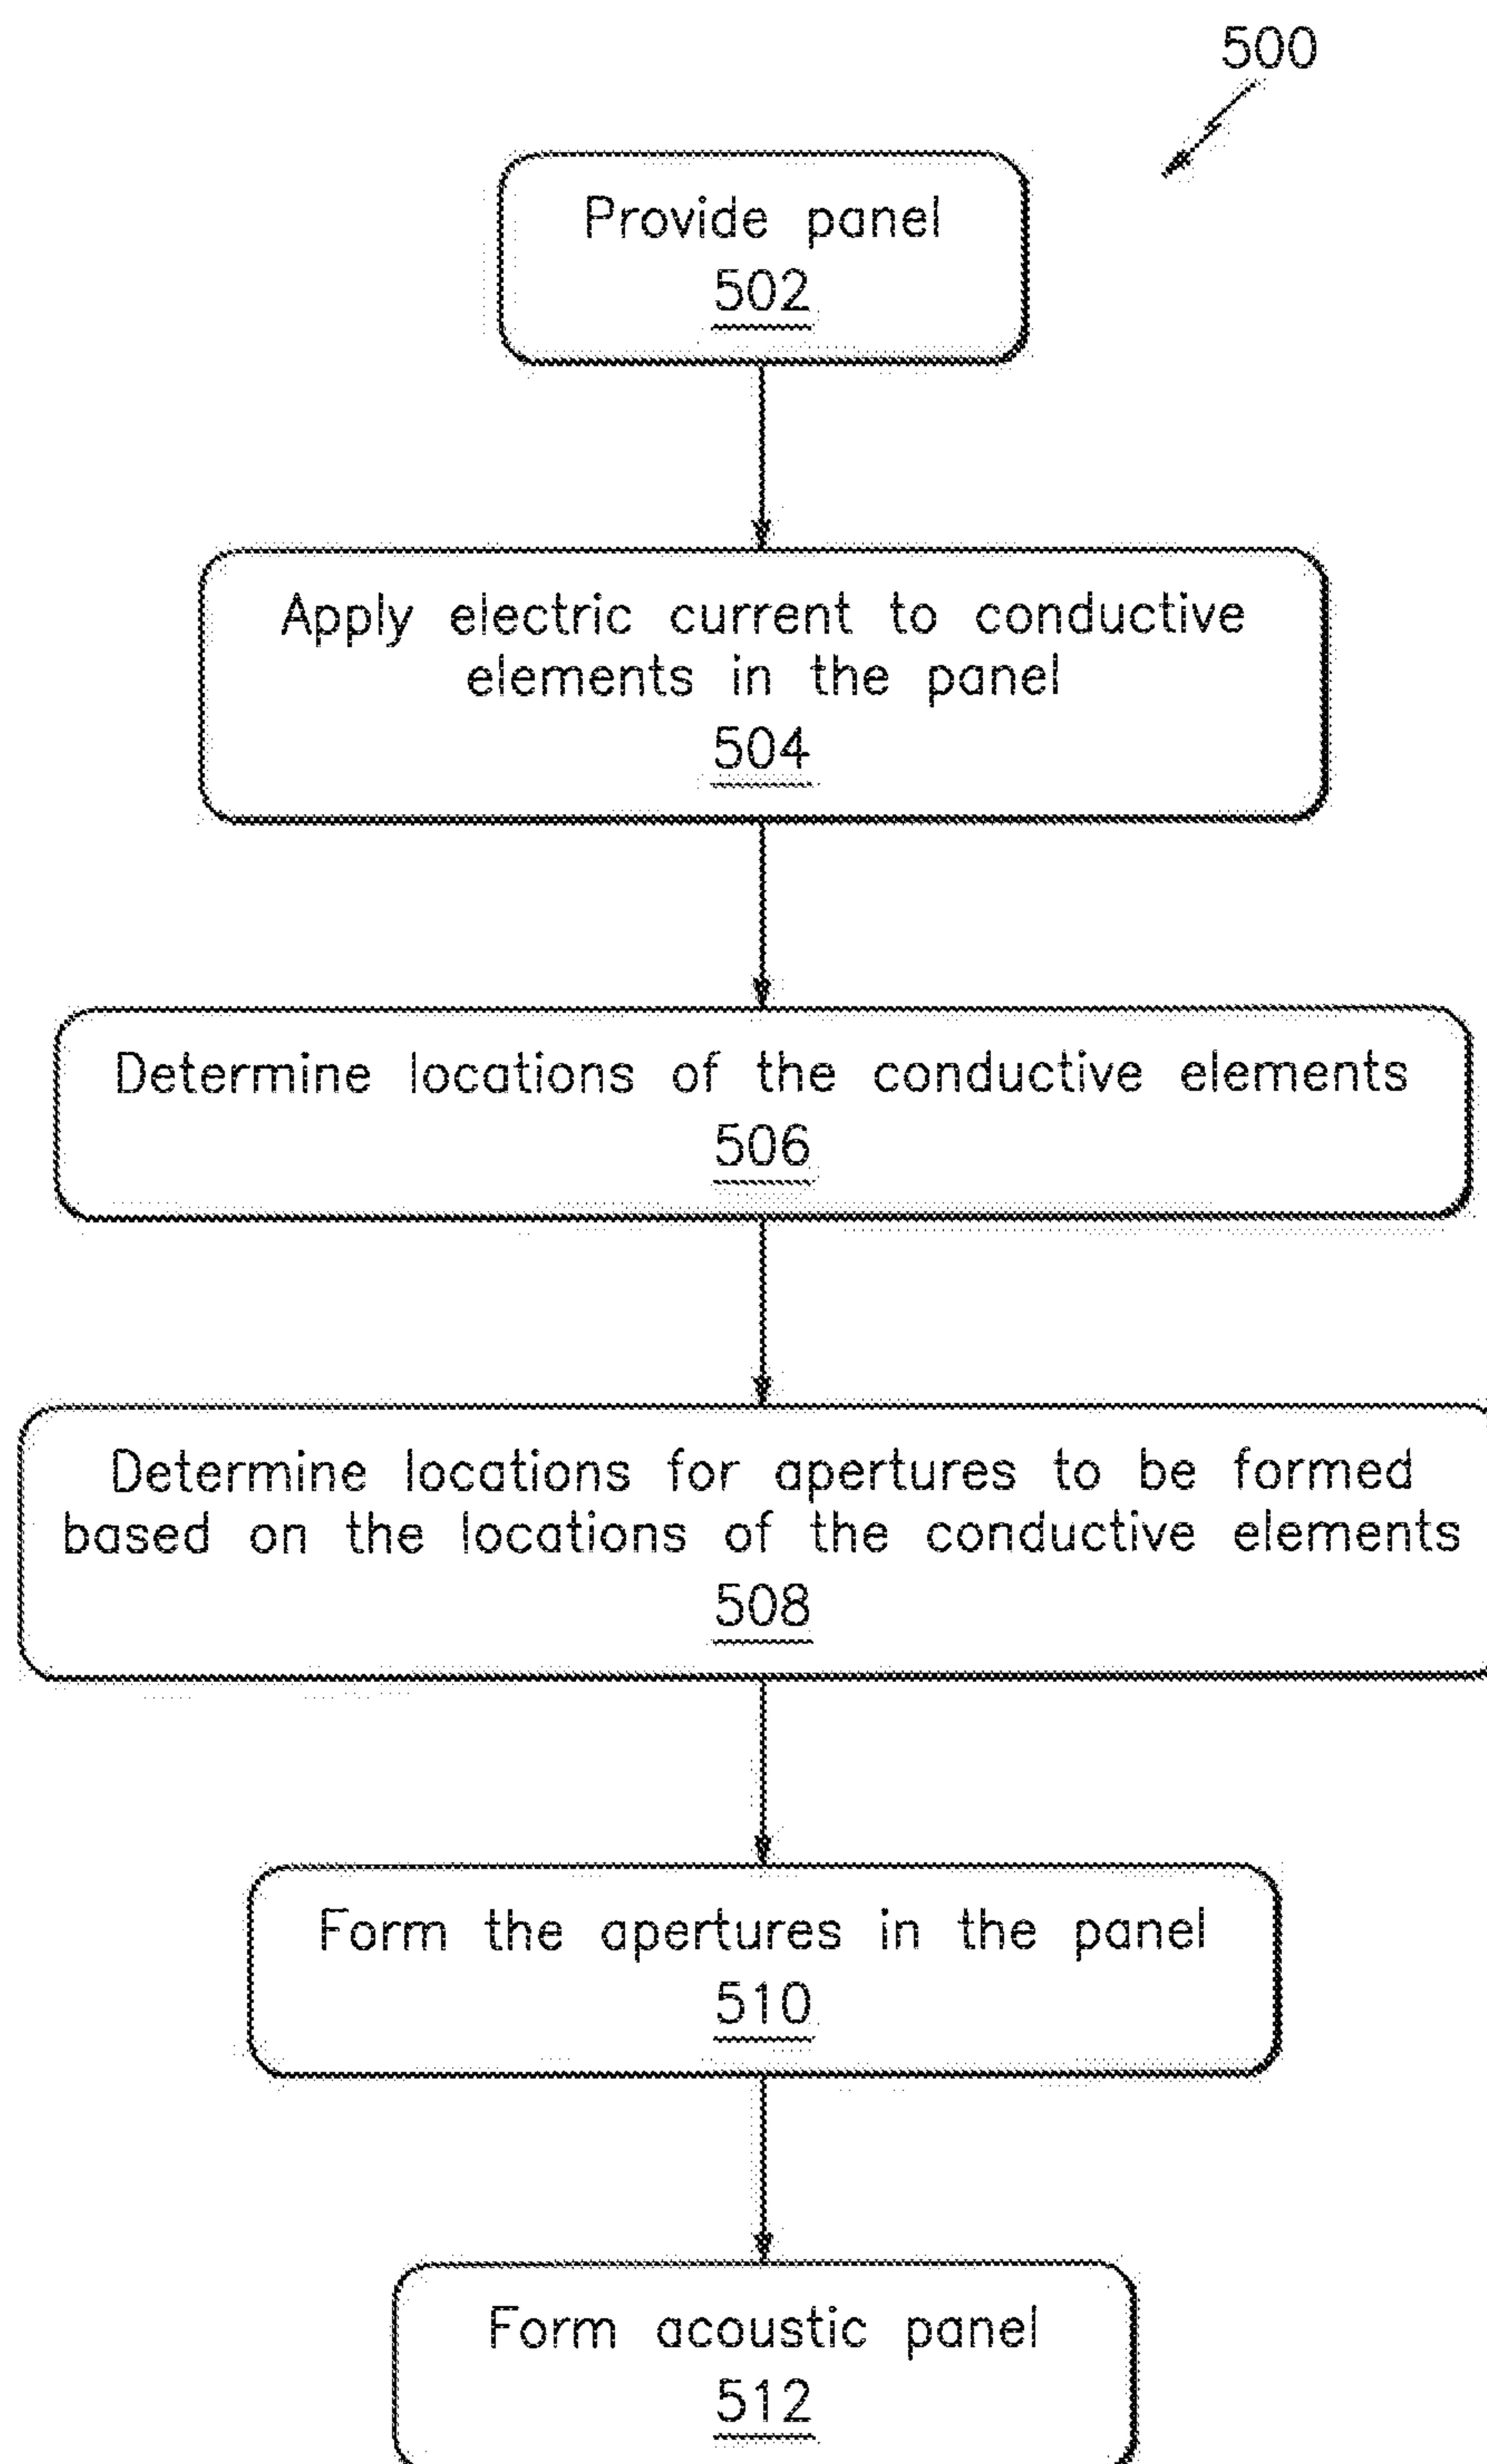 500
Provide panel
502
Apply electric current to conductive
elements in the panel
504
Determine locations of the conductive elements
506
Determine locations for apertures to be formed
based on the locations of the conductive elements
508
Form the apertures in the panel
510
Form acoustic panel
512